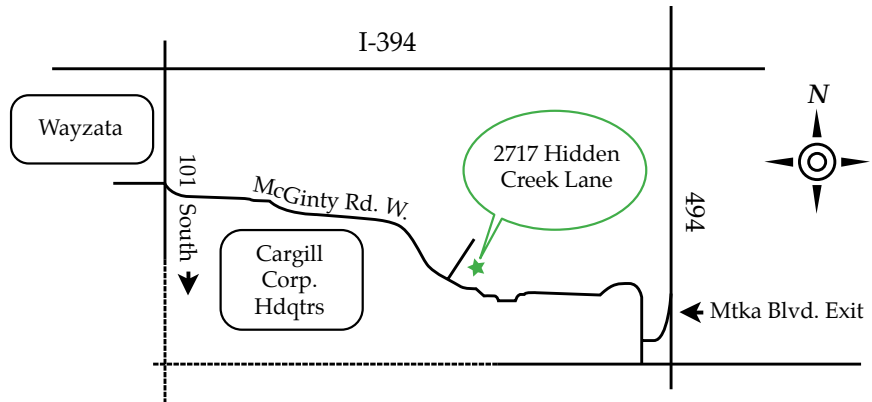 I-394
N
Wayzata
2717 Hidden
Creek Lane
101 South
McGinty Rd. W.
494
Cargill
Corp.
Hdqtrs
Mtka Blvd. Exit